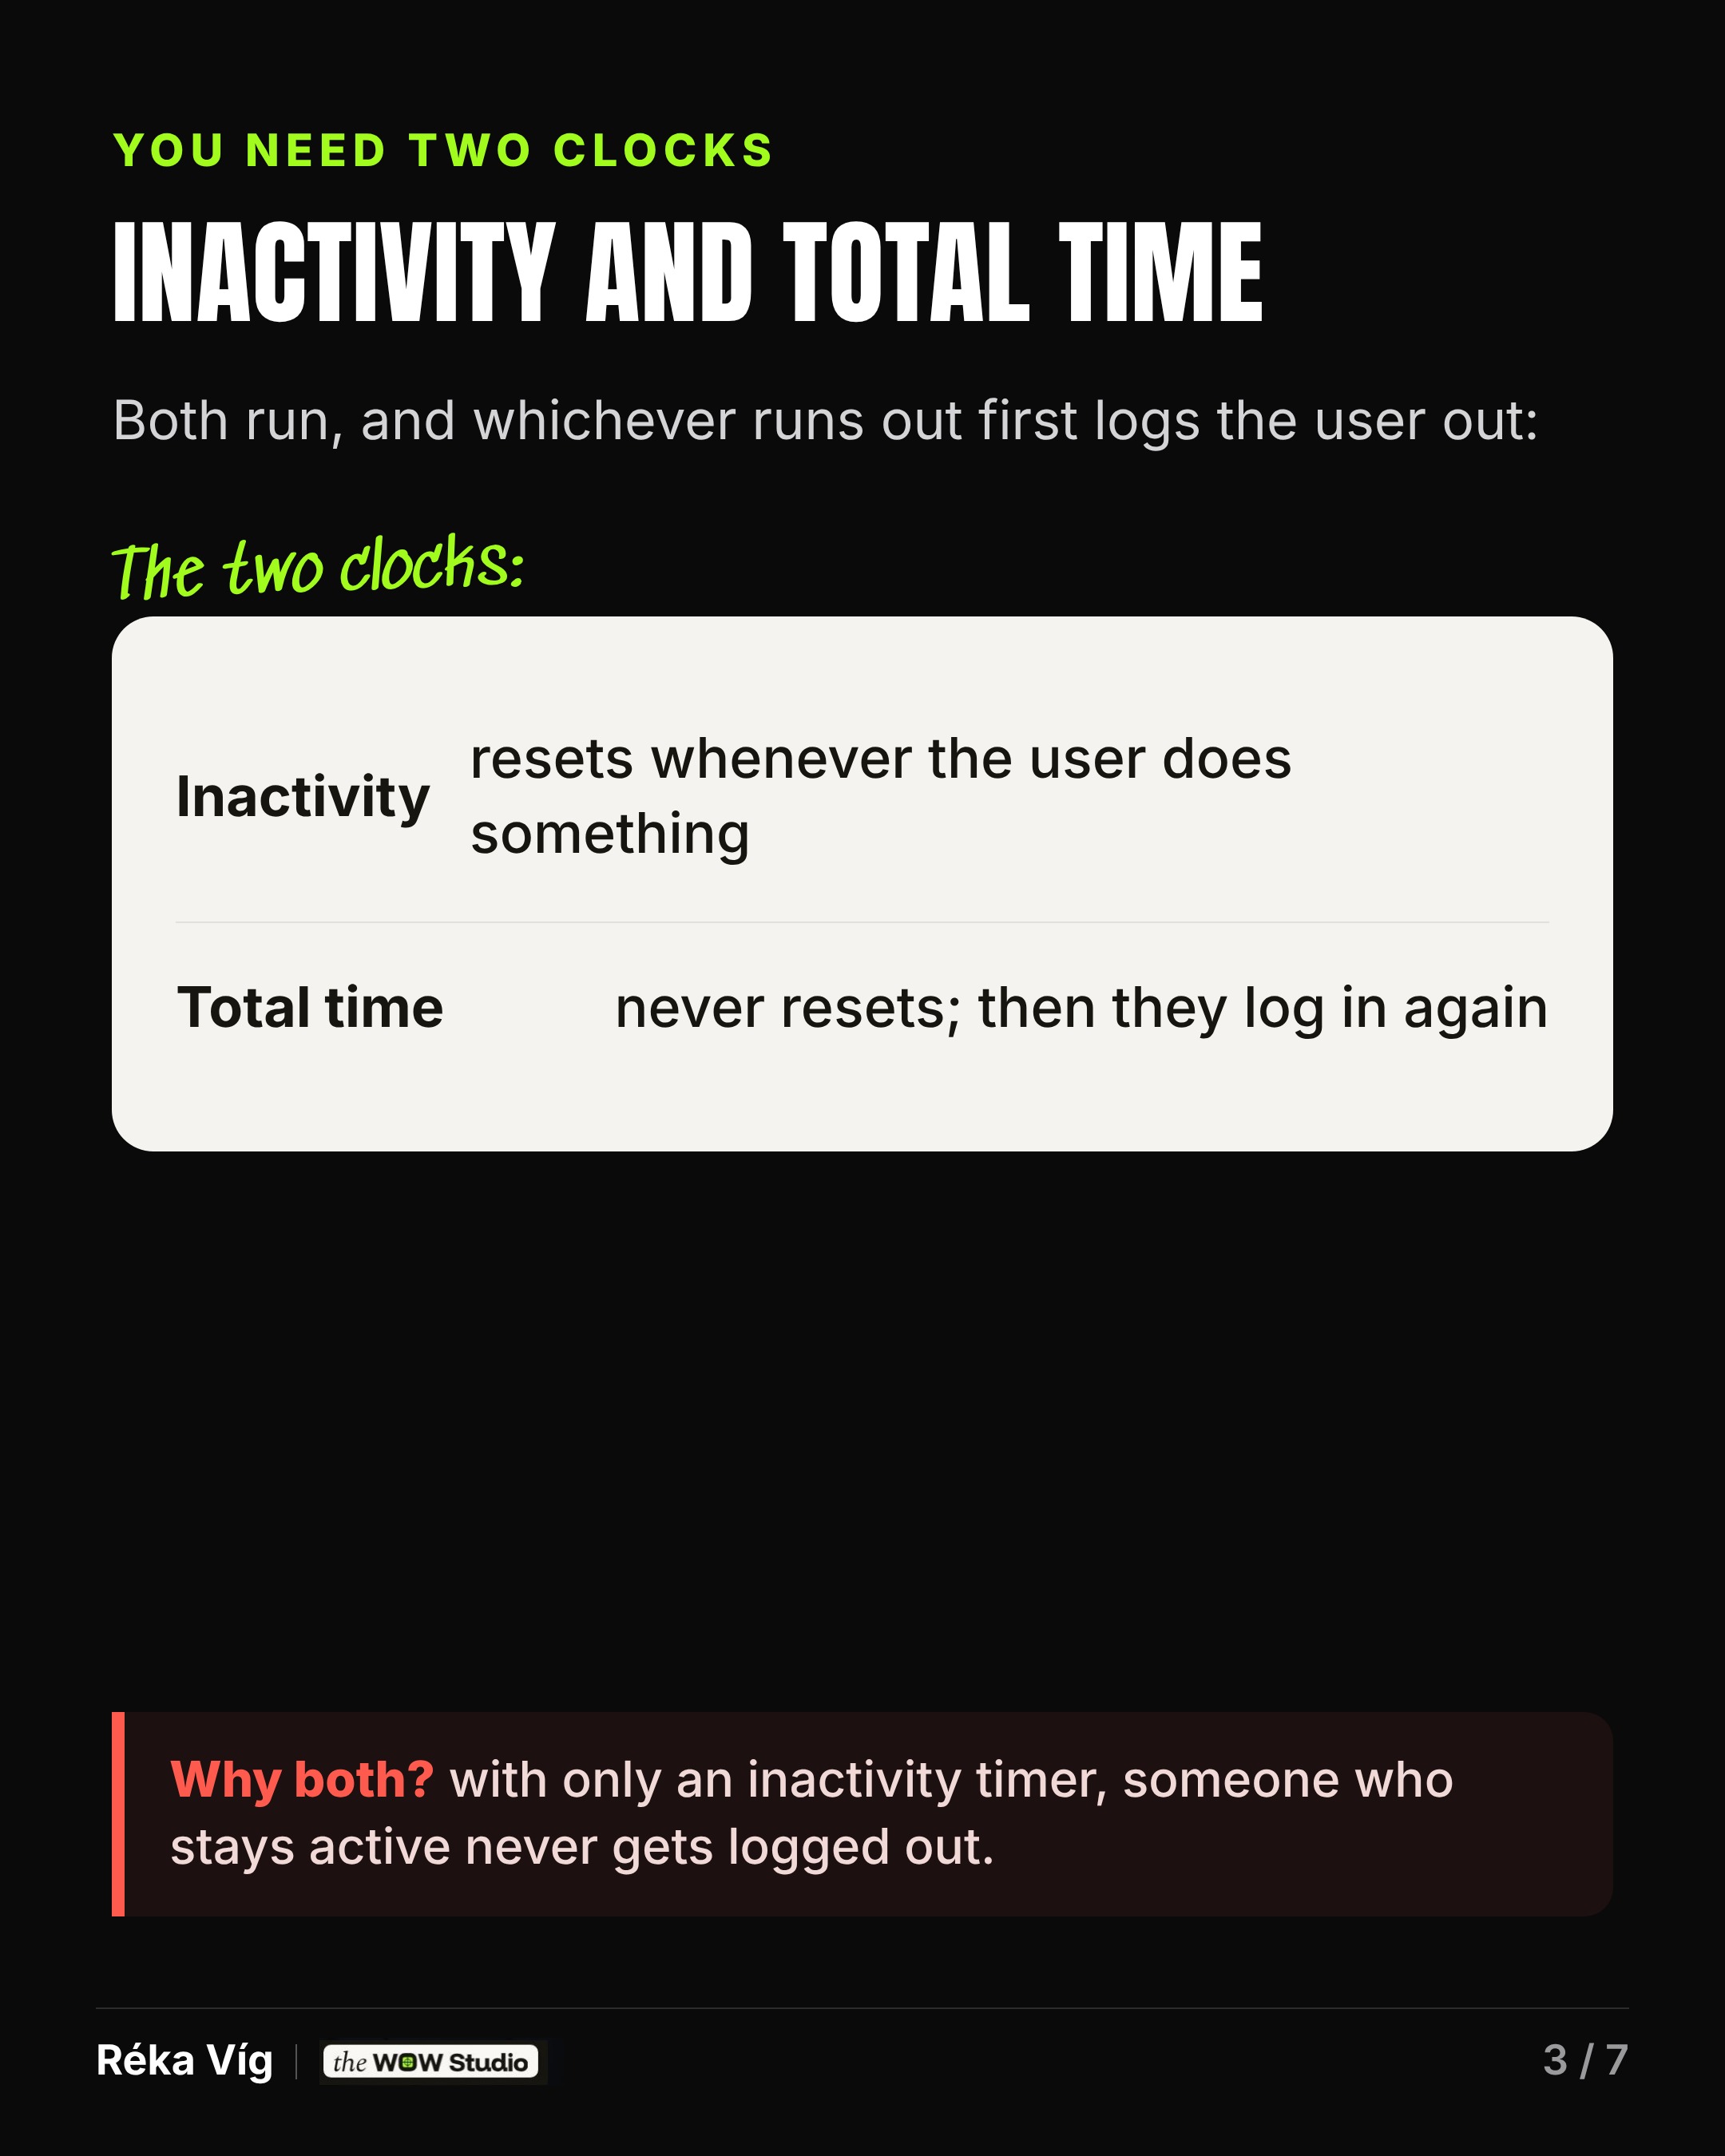 YOU NEED TWO CLOCKS
INACTIVITY AND TOTAL TIME
Both run, and whichever runs out first logs the user out:
The two clocks:
Inactivity
resets whenever the user does
something
Total time
never resets; then they log in again
Why both? with only an inactivity timer, someone who
stays active never gets logged out.
Réka Víg
the WOW Studio
3 / 7